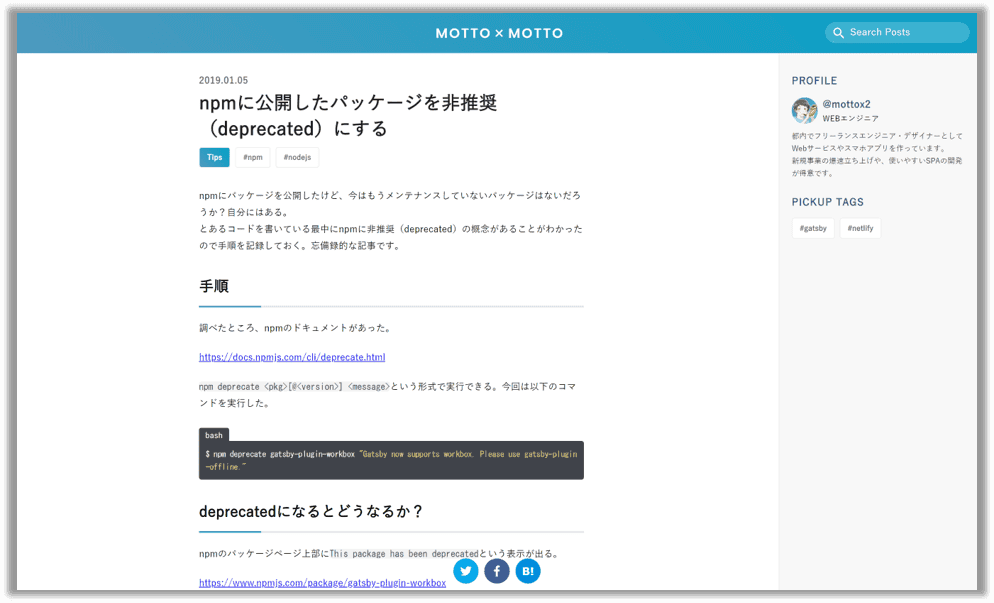 MOTTO × MOTTO
Search Posts
2019.01.05
npmに公開したパッケージを非推奨
（deprecated）にする
Tips
#npm
#nodejs
npmにパッケージを公開したけど、今はもうメンテナンスしていないパッケージはないだろ
うか？自分にはある。
とあるコードを書いている最中にnpmに非推奨（deprecated）の概念があることがわかった
ので手順を記録しておく。忘備録的な記事です。
手順
調べたところ、npmのドキュメントがあった。
https://docs.npmjs.com/cli/deprecate.html
npm deprecate <pkg>[@<version>] <message>という形式で実行できる。今回は以下のコマ
ンドを実行した。
bash
$ npm deprecate gatsby-plugin-workbox "Gatsby now supports workbox. Please use gatsby-plugin
-offline."
deprecatedになるとどうなるか？
npmのパッケージページ上部にThis package has been deprecatedという表示が出る。
https://www.npmjs.com/package/gatsby-plugin-workbox
B!
PROFILE
@mottox2
WEBエンジニア
都内でフリーランスエンジニア・デザイナーとして
Webサービスやスマホアプリを作っています。
新規事業の爆速立ち上げや、使いやすいSPAの開発
が得意です。
PICKUP TAGS
#gatsby
#netlify